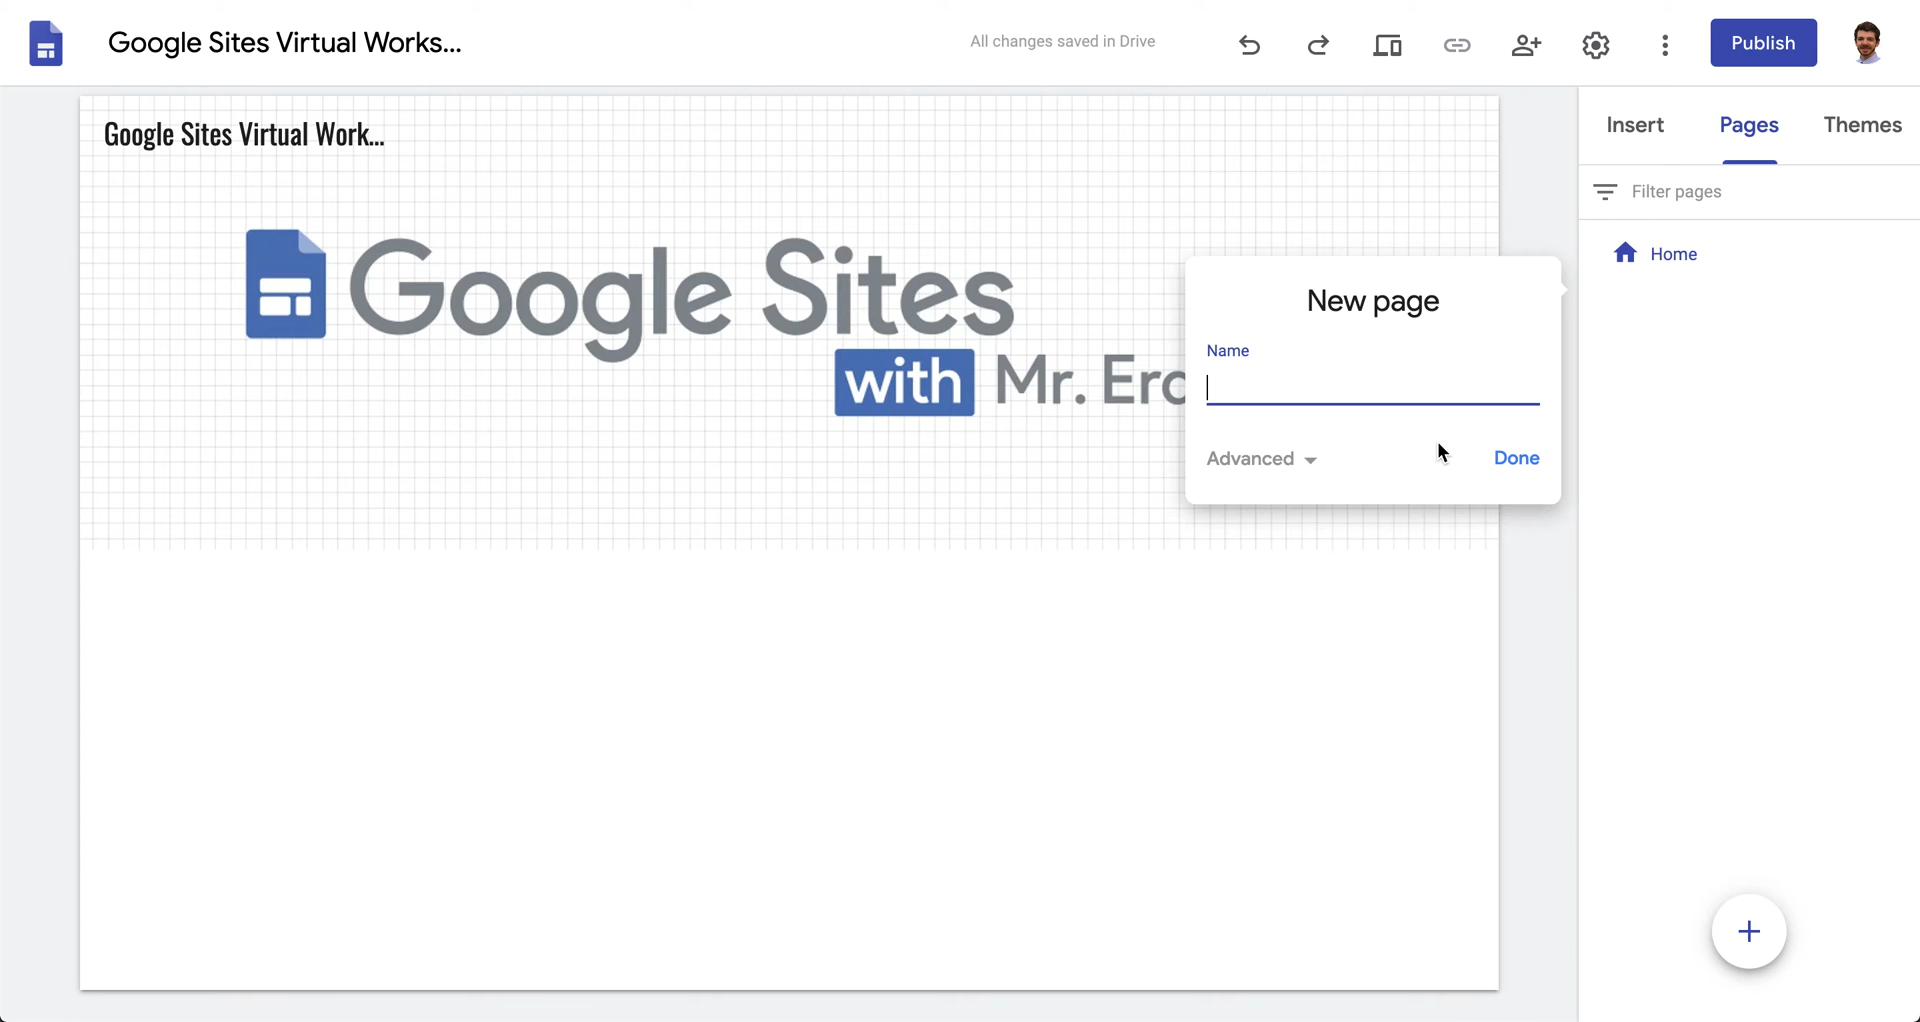 Google Sites Virtual Works...
All changes saved in Drive
Publish
Insert
Pages
Themes
Filter pages
Home
Google Sites Virtual Work...
Google Sites
with Mr.
New page
Name
Advanced
Done